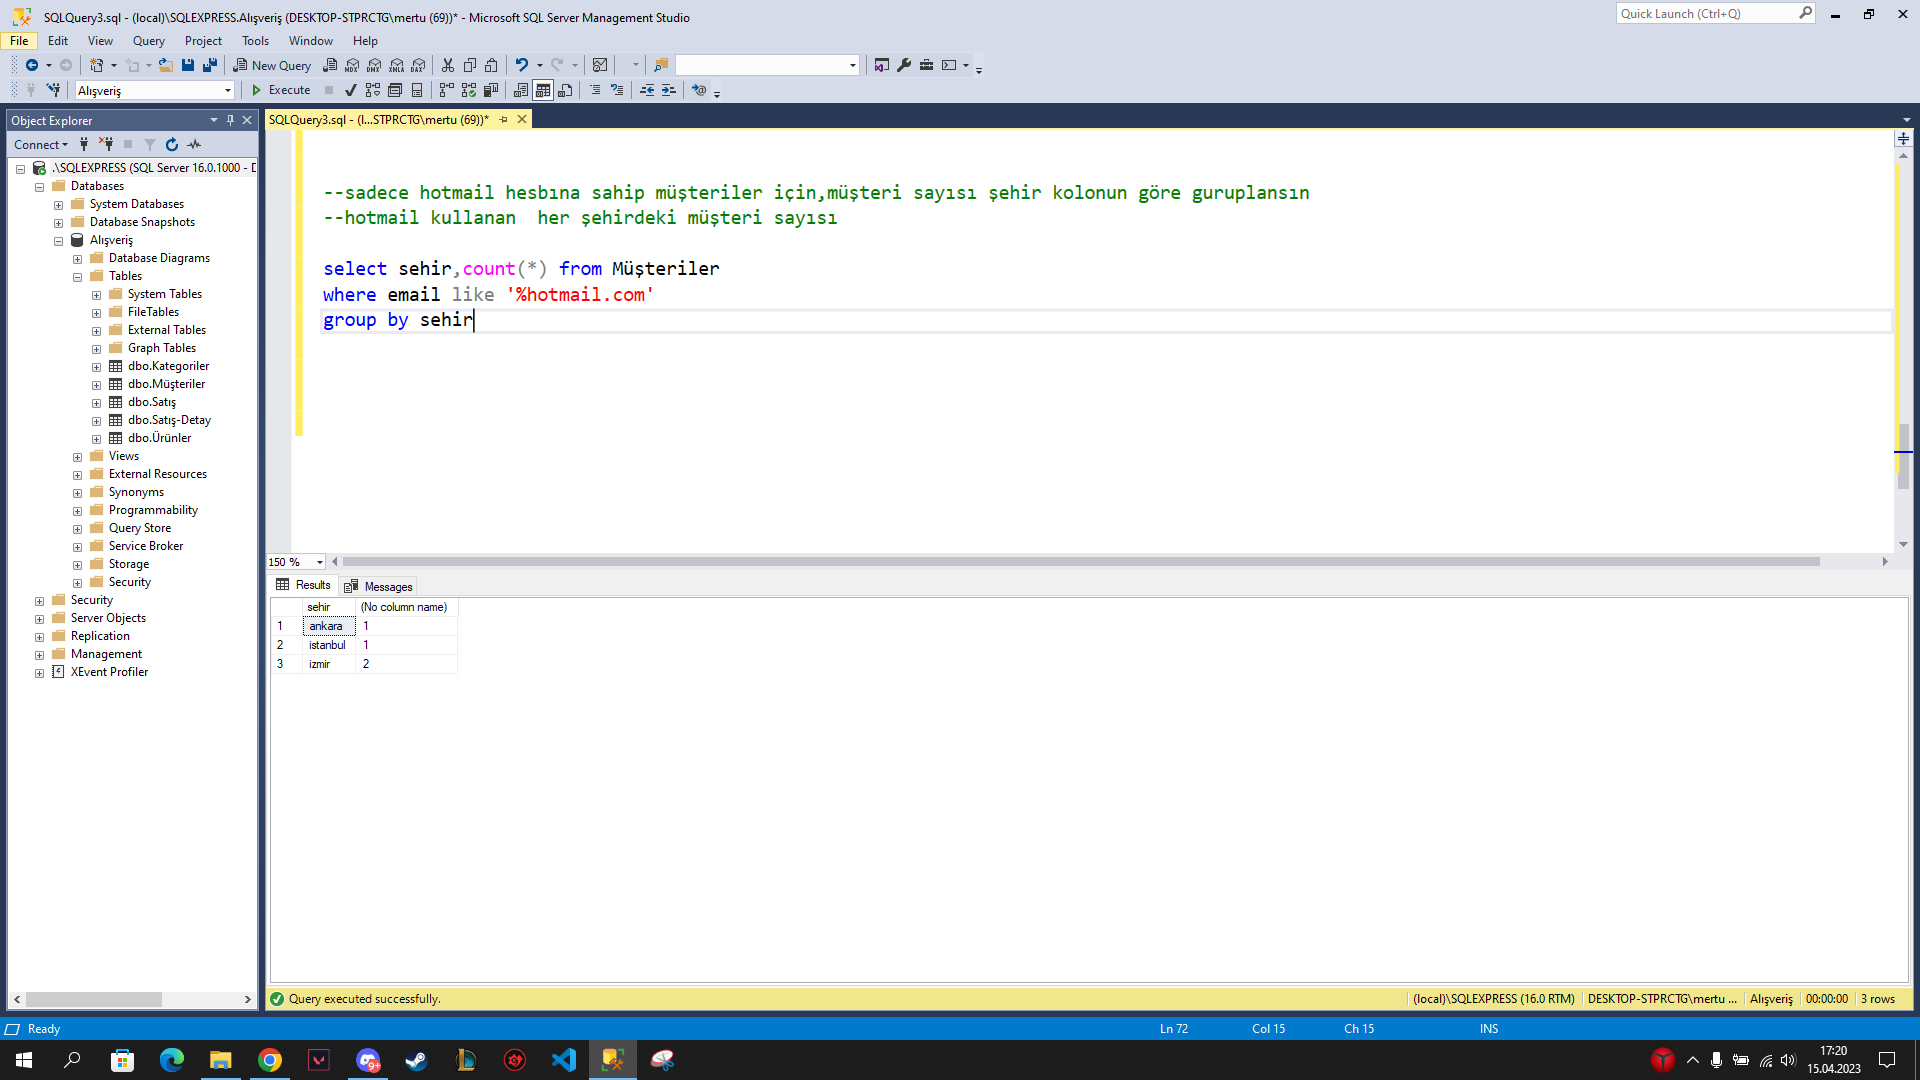 SQLQuery3.sql - (local)\SQLEXPRESS.Alışveriş (DESKTOP-STPRCTG\mertu (69))* - Microsoft SQL Server Management Studio
Quick Launch (Ctrl+Q)
File Edit View Query Project Tools Window Help
New Query
Alışveriş
Execute
Object Explorer
SQLQuery3.sql - (l...STPRCTG\mertu (69))*
Connect
.\SQLEXPRESS (SQL Server 16.0.1000 - D
Databases
System Databases
Database Snapshots
Alışveriş
Database Diagrams
Tables
System Tables
FileTables
External Tables
Graph Tables
dbo.Kategoriler
dbo.Müşteriler
dbo.Satış
dbo.Satış-Detay
dbo.Ürünler
Views
External Resources
Synonyms
Programmability
Query Store
Service Broker
Storage
Security
Security
Server Objects
Replication
Management
XEvent Profiler
--sadece hotmail hesbına sahip müşteriler için,müşteri sayısı şehir kolonun göre guruplansın
--hotmail kullanan  her şehirdeki müşteri sayısı
select sehir,count(*) from Müşteriler
where email like '%hotmail.com'
group by sehir
150 %
Results Messages
sehir (No column name)
1 ankara 1
2 istanbul 1
3 izmir 2
Query executed successfully.
(local)\SQLEXPRESS (16.0 RTM) DESKTOP-STPRCTG\mertu ... Alışveriş 00:00:00 3 rows
Ready
Ln 72 Col 15 Ch 15 INS
9+
17:20
15.04.2023